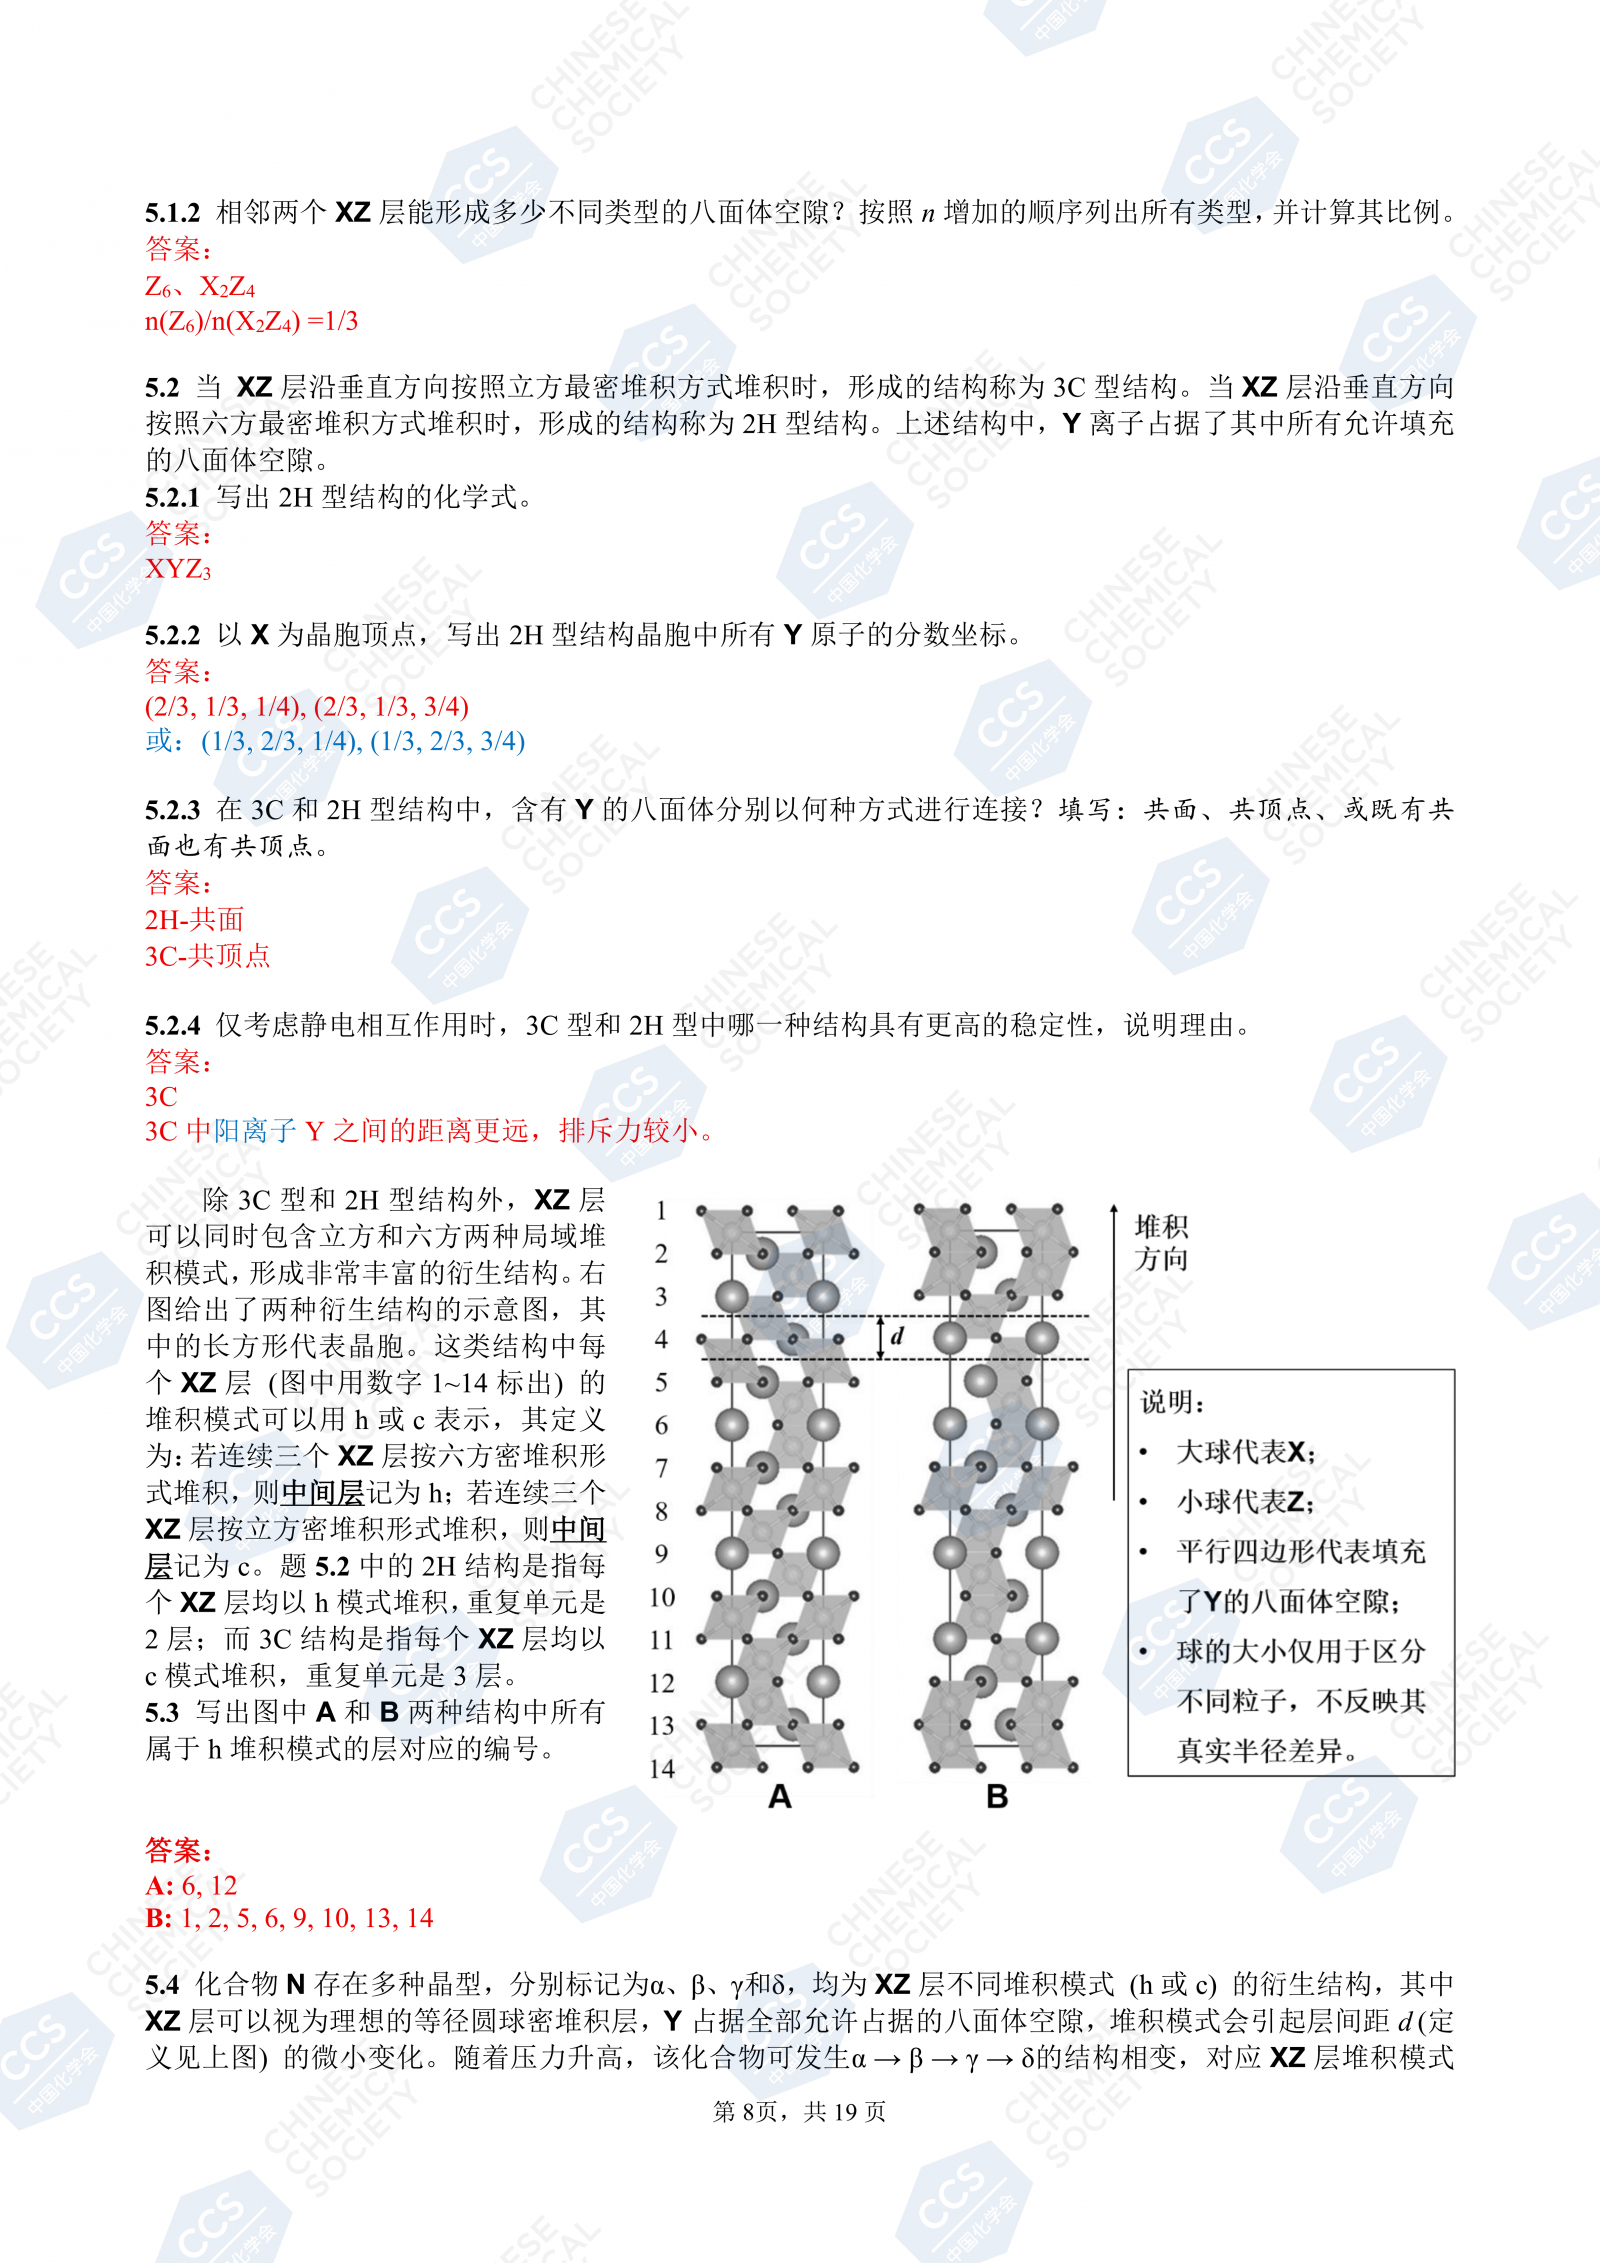 5.1.2 相邻两个 XZ 层能形成多少不同类型的八面体空隙？按照 n 增加的顺序列出所有类型，并计算其比例。
答案：
Z6、X2Z4
n(Z6)/n(X2Z4) =1/3
5.2 当 XZ 层沿垂直方向按照立方最密堆积方式堆积时，形成的结构称为 3C 型结构。当 XZ 层沿垂直方向
按照六方最密堆积方式堆积时，形成的结构称为 2H 型结构。上述结构中，Y 离子占据了其中所有允许填充
的八面体空隙。
5.2.1 写出 2H 型结构的化学式。
答案：
XYZ3
5.2.2 以 X 为晶胞顶点，写出 2H 型结构晶胞中所有 Y 原子的分数坐标。
答案：
(2/3, 1/3, 1/4), (2/3, 1/3, 3/4)
或：(1/3, 2/3, 1/4), (1/3, 2/3, 3/4)
5.2.3 在 3C 和 2H 型结构中，含有 Y 的八面体分别以何种方式进行连接？填写：共面、共顶点、或既有共
面也有共顶点。
答案：
2H-共面
3C-共顶点
5.2.4 仅考虑静电相互作用时，3C 型和 2H 型中哪一种结构具有更高的稳定性，说明理由。
答案：
3C
3C 中阳离子 Y 之间的距离更远，排斥力较小。
除 3C 型和 2H 型结构外，XZ 层
可以同时包含立方和六方两种局域堆
积模式，形成非常丰富的衍生结构。右
图给出了两种衍生结构的示意图，其
中的长方形代表晶胞。这类结构中每
个 XZ 层 (图中用数字 1~14 标出) 的
堆积模式可以用 h 或 c 表示，其定义
为：若连续三个 XZ 层按六方密堆积形
式堆积，则中间层记为 h；若连续三个
XZ 层按立方密堆积形式堆积，则中间
层记为 c。题 5.2 中的 2H 结构是指每
个 XZ 层均以 h 模式堆积，重复单元是
2 层；而 3C 结构是指每个 XZ 层均以
c 模式堆积，重复单元是 3 层。
5.3 写出图中 A 和 B 两种结构中所有
属于 h 堆积模式的层对应的编号。
1
2
3
4
5
6
7
8
9
10
11
12
13
14
d
A
B
堆积
方向
说明：
• 大球代表X；
• 小球代表Z；
• 平行四边形代表填充
了Y的八面体空隙；
• 球的大小仅用于区分
不同粒子，不反映其
真实半径差异。
答案：
A: 6, 12
B: 1, 2, 5, 6, 9, 10, 13, 14
5.4 化合物 N 存在多种晶型，分别标记为α、β、γ和δ，均为 XZ 层不同堆积模式 (h 或 c) 的衍生结构，其中
XZ 层可以视为理想的等径圆球密堆积层，Y 占据全部允许占据的八面体空隙，堆积模式会引起层间距 d (定
义见上图) 的微小变化。随着压力升高，该化合物可发生α → β → γ → δ的结构相变，对应 XZ 层堆积模式
第 8页，共 19 页
CCS
中国化学会
CHINESE
CHEMICAL
SOCIETY